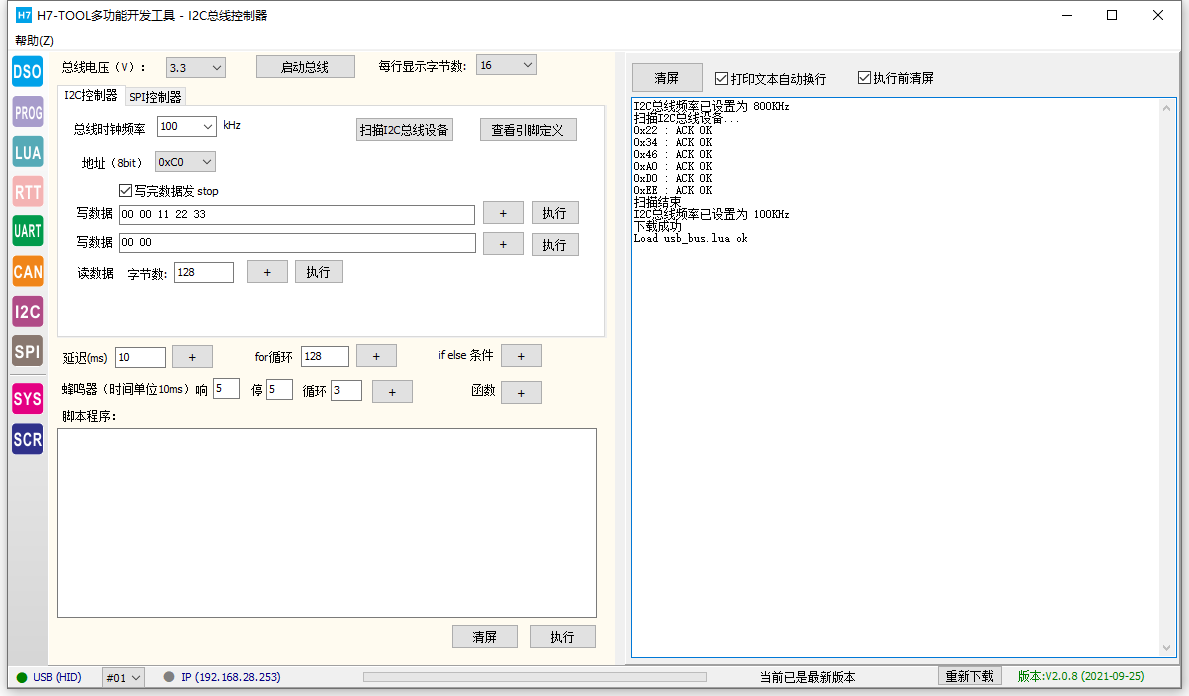 H7 H7-TOOL多功能开发工具 - I2C总线控制器
帮助(Z)
DSO
PROG
LUA
RTT
UART
CAN
I2C
SPI
SYS
SCR
总线电压（V）： 3.3 启动总线 每行显示字节数: 16
I2C控制器 SPI控制器
总线时钟频率 100 kHz 扫描I2C总线设备 查看引脚定义
地址（8bit） 0xC0
写完数据发 stop
写数据 00 00 11 22 33 + 执行
写数据 00 00 + 执行
读数据 字节数: 128 + 执行
延迟(ms) 10 + for循环 128 + if else 条件 +
蜂鸣器（时间单位10ms）响 5 停 5 循环 3 + 函数 +
脚本程序：
清屏 执行
清屏 打印文本自动换行 执行前清屏
I2C总线频率已设置为 800KHz
扫描I2C总线设备...
0x22 : ACK OK
0x34 : ACK OK
0x46 : ACK OK
0xA0 : ACK OK
0xD0 : ACK OK
0xEE : ACK OK
扫描结束
I2C总线频率已设置为 100KHz
下载成功
Load usb_bus.lua ok
USB (HID) #01 IP (192.168.28.253) 当前已是最新版本 重新下载 版本:V2.0.8 (2021-09-25)